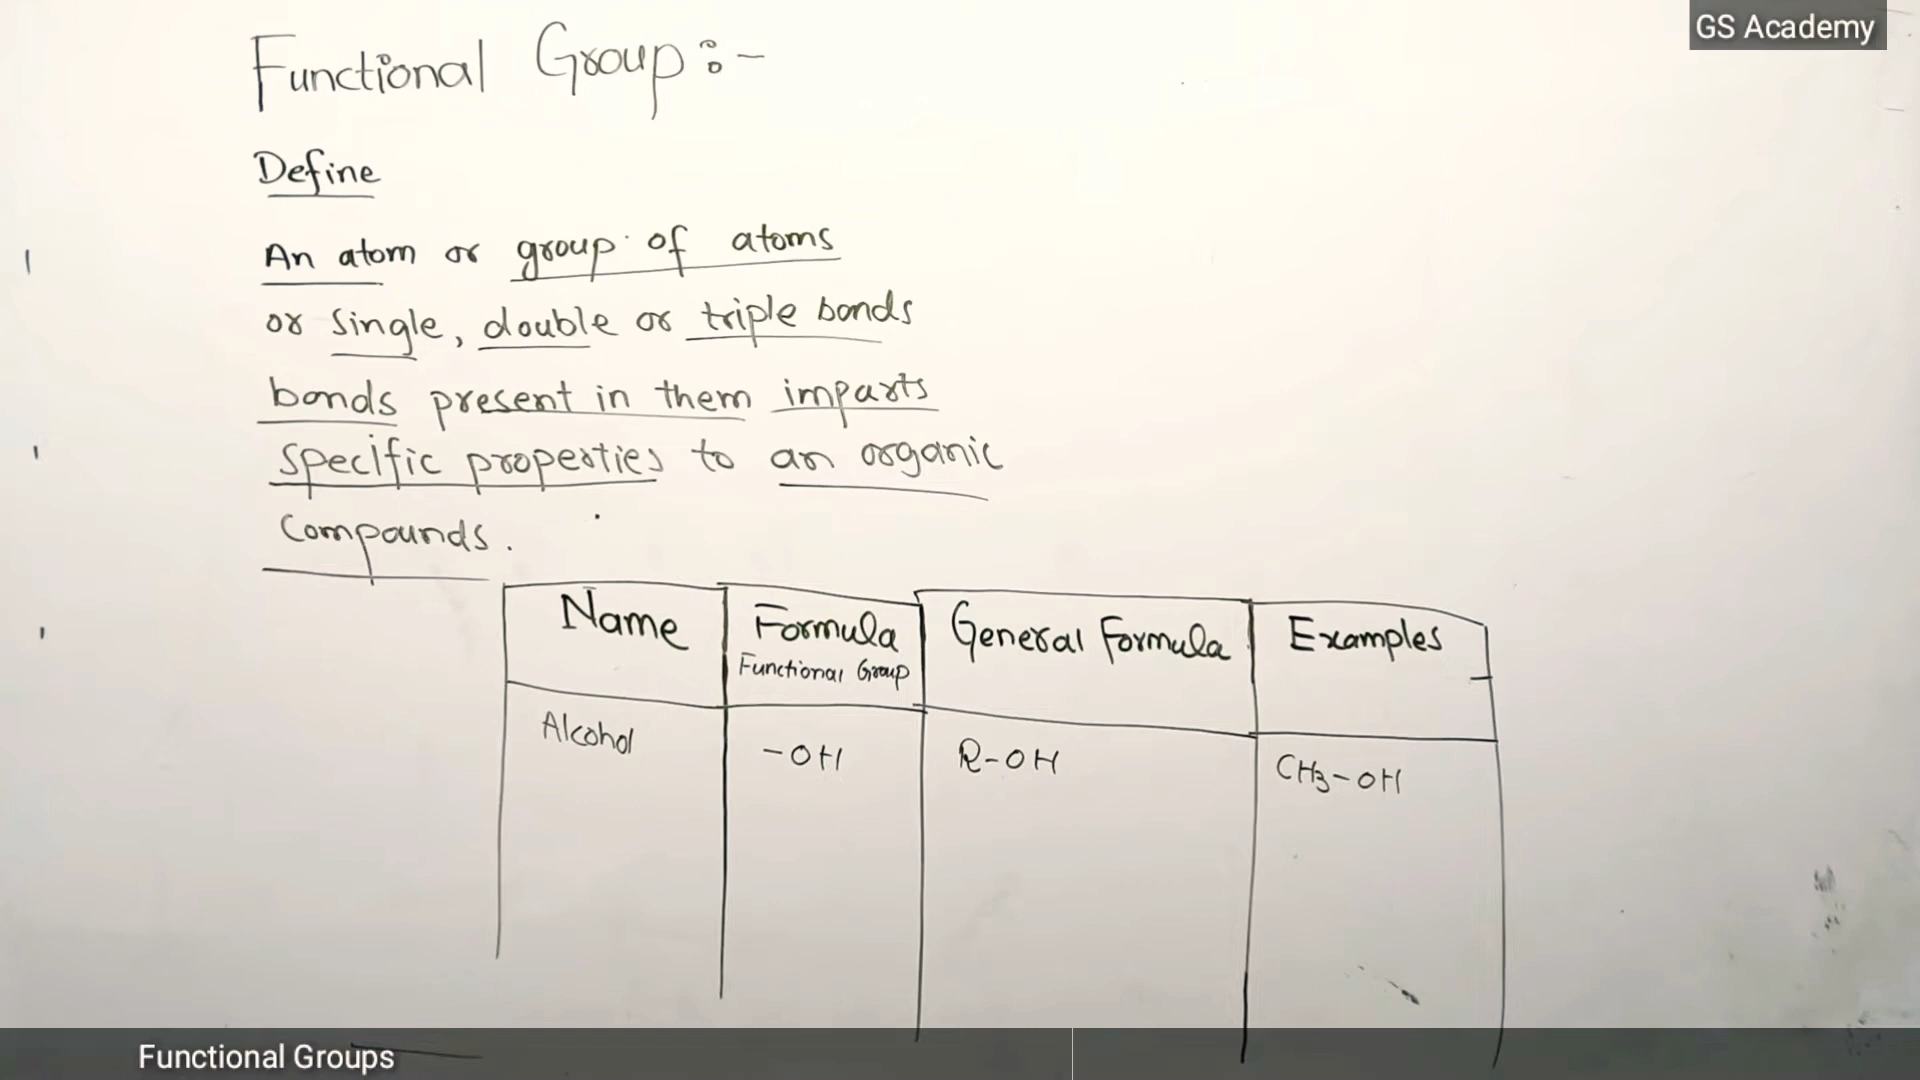 GS Academy
Functional Group:-
Define
An atom or group of atoms
or single, double or triple bonds
bonds present in them imparts
specific properties to an organic
Compounds.
Name Formula General Formula Examples
Functional Group
Alcohol -OH R-OH CH3-OH
Functional Groups